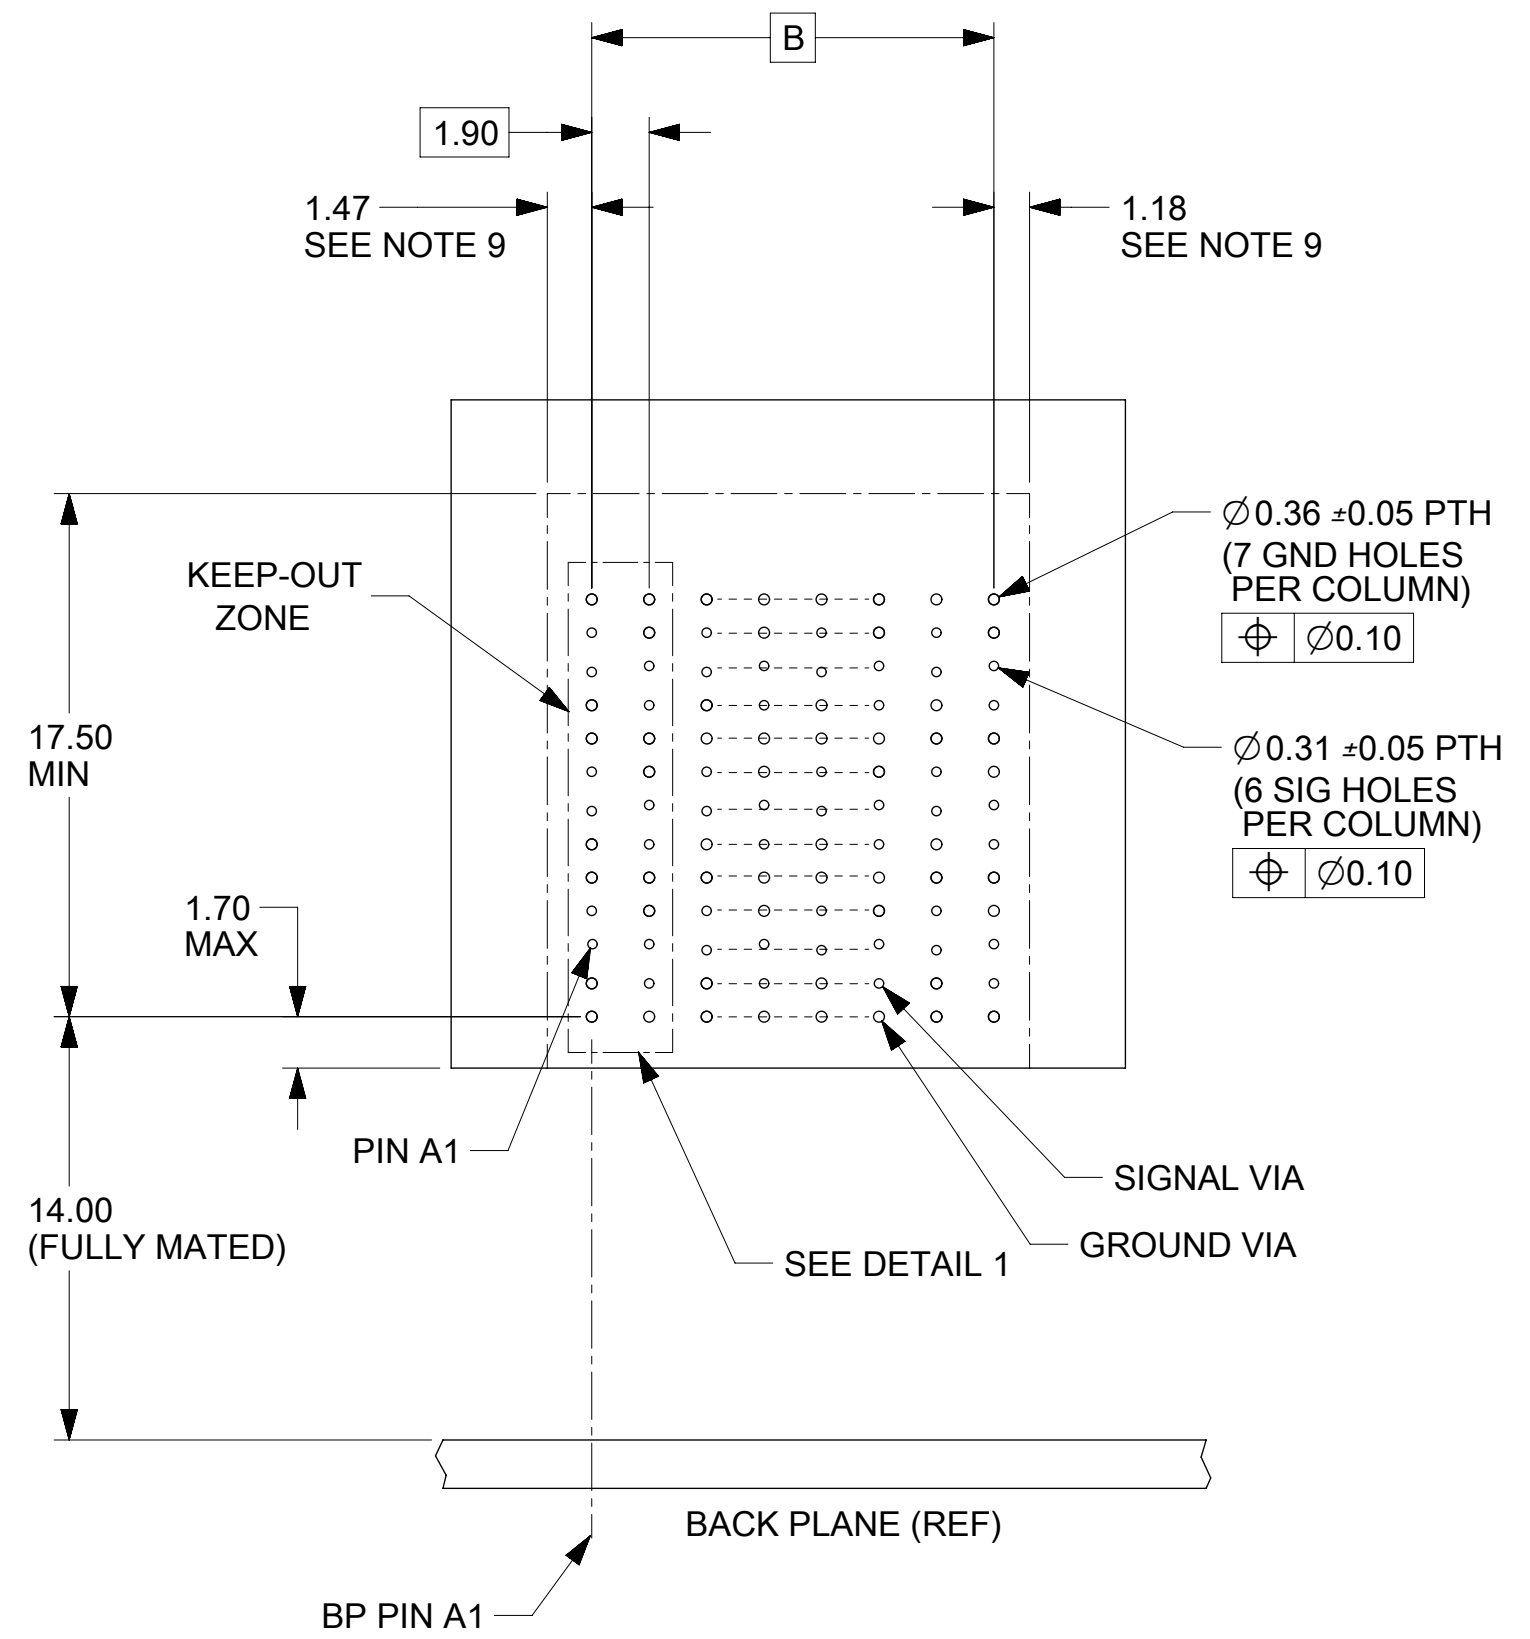 B
1.90
1.47
SEE NOTE 9
1.18
SEE NOTE 9
∅0.36 ±0.05 PTH
(7 GND HOLES
PER COLUMN)
⌖ ∅0.10
KEEP-OUT
ZONE
17.50
MIN
∅0.31 ±0.05 PTH
(6 SIG HOLES
PER COLUMN)
⌖ ∅0.10
1.70
MAX
PIN A1
SIGNAL VIA
14.00
(FULLY MATED)
GROUND VIA
SEE DETAIL 1
BACK PLANE (REF)
BP PIN A1